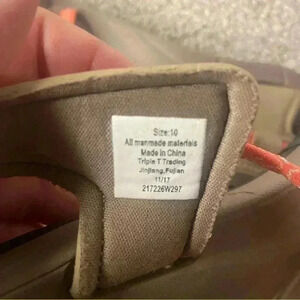 Size:10
All manmade materials
Made in China
Triple T Trading
Jinjiang,Fujian
11/17
217226W297